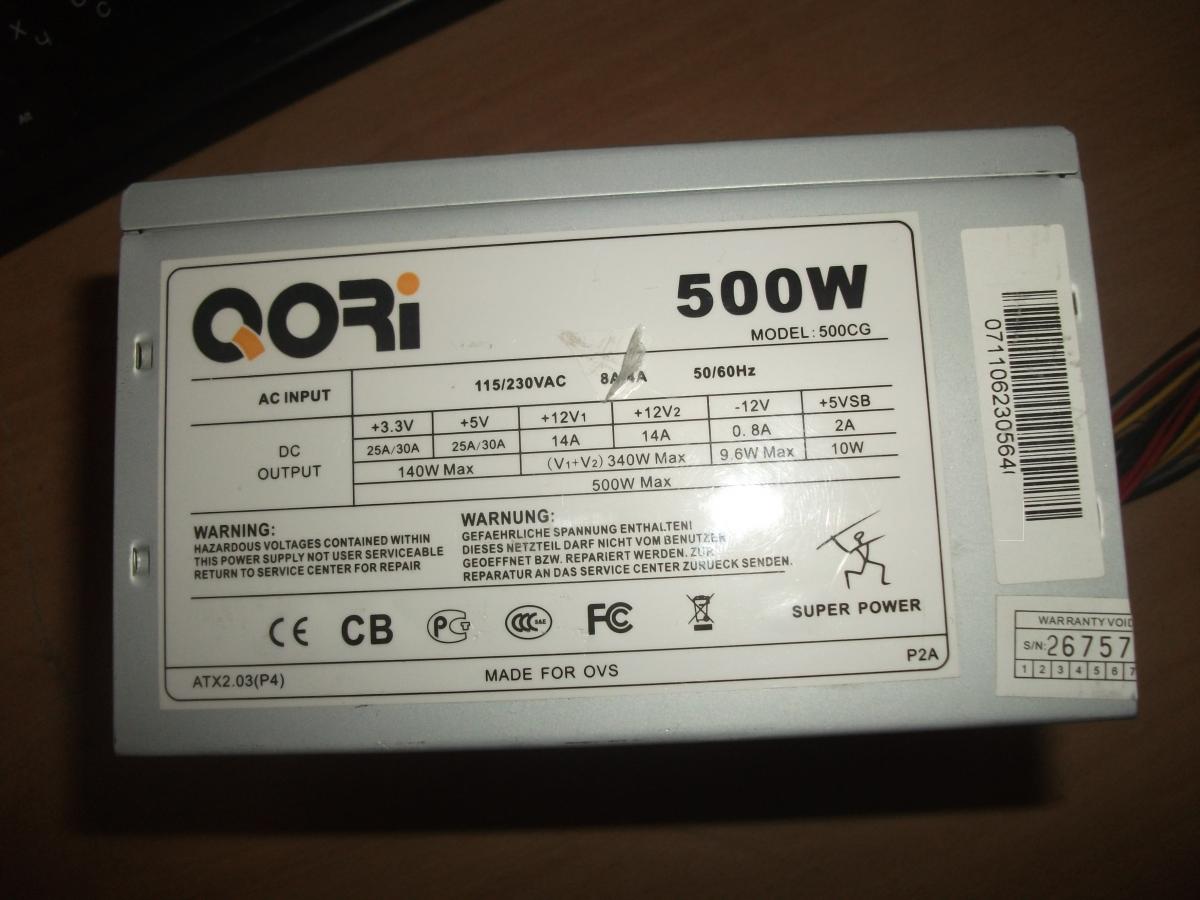 QORi
500W
MODEL: 500CG
AC INPUT
115/230VAC 8A/4A 50/60Hz
DC OUTPUT
+3.3V +5V +12V1 +12V2 -12V +5VSB
25A/30A 25A/30A 14A 14A 0.8A 2A
140W Max (V1+V2) 340W Max 9.6W Max 10W
500W Max
WARNING:
HAZARDOUS VOLTAGES CONTAINED WITHIN
THIS POWER SUPPLY NOT USER SERVICEABLE
RETURN TO SERVICE CENTER FOR REPAIR
WARNUNG:
GEFAEHRLICHE SPANNUNG ENTHALTEN!
DIESES NETZTEIL DARF NICHT VOM BENUTZER
GEOEFFNET BZW. REPARIERT WERDEN. ZUR
REPARATUR AN DAS SERVICE CENTER ZURUECK SENDEN.
SUPER POWER
CE CB PCT CCC S&E FC
ATX2.03(P4) MADE FOR OVS P2A
071106230564
WARRANTY VOID
S/N: 26757
1 2 3 4 5 6 7